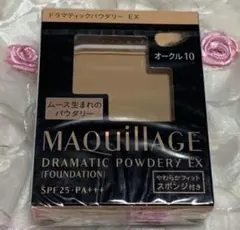 ドラマティックパウダリー EX
オークル10
ムース生まれの
パウダリー
MAQuillAGE
DRAMATIC POWDERY EX
(FOUNDATION)
SPF25・PA+++
やわらかフィット
スポンジ付き